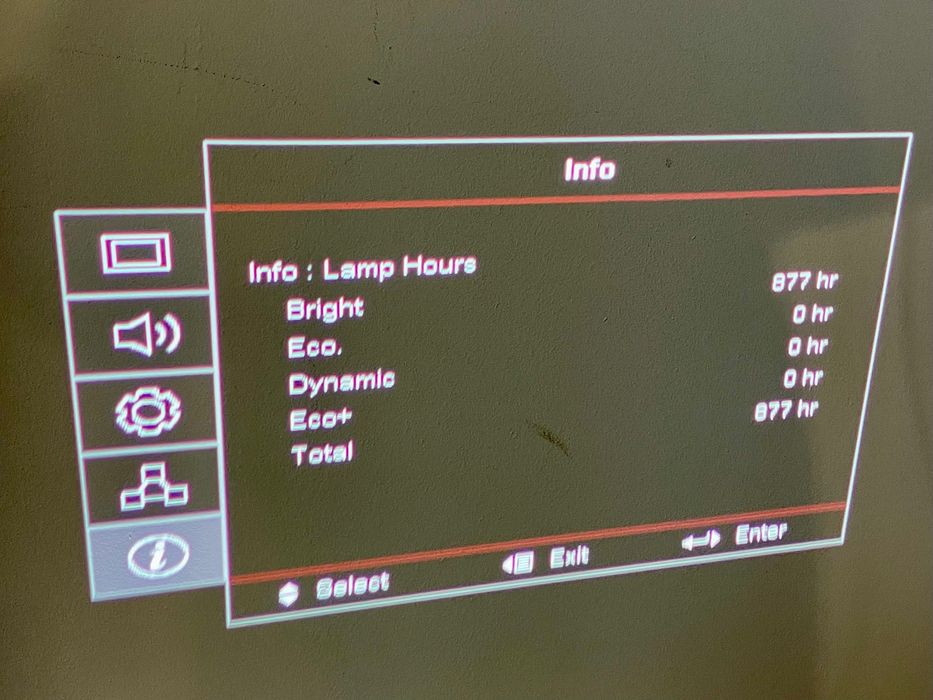 Info
Info : Lamp Hours
Bright 877 hr
Eco. 0 hr
Dynamic 0 hr
Eco+ 0 hr
Total 877 hr
Select Exit Enter